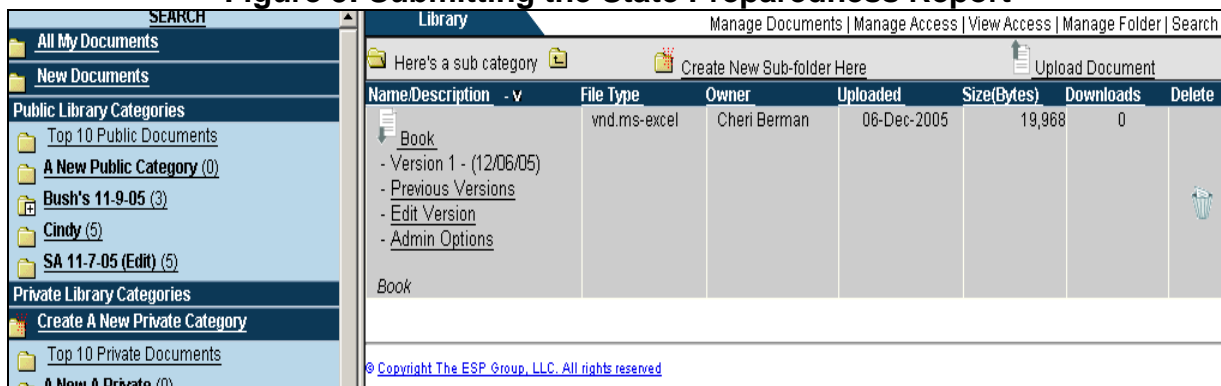 Figure 3: Submitting the State Preparedness Report
SEARCH
All My Documents
New Documents
Public Library Categories
Top 10 Public Documents
A New Public Category (0)
Bush's 11-9-05 (3)
Cindy (5)
SA 11-7-05 (Edit) (5)
Private Library Categories
Create A New Private Category
Top 10 Private Documents
A New A Private (0)
Library
Manage Documents | Manage Access | View Access | Manage Folder | Search
Here's a sub category
Create New Sub-folder Here
Upload Document
Name/Description - v File Type Owner Uploaded Size(Bytes) Downloads Delete
Book vnd.ms-excel Cheri Berman 06-Dec-2005 19,968 0
- Version 1 - (12/06/05)
- Previous Versions
- Edit Version
- Admin Options
Book
© Copyright The ESP Group, LLC. All rights reserved